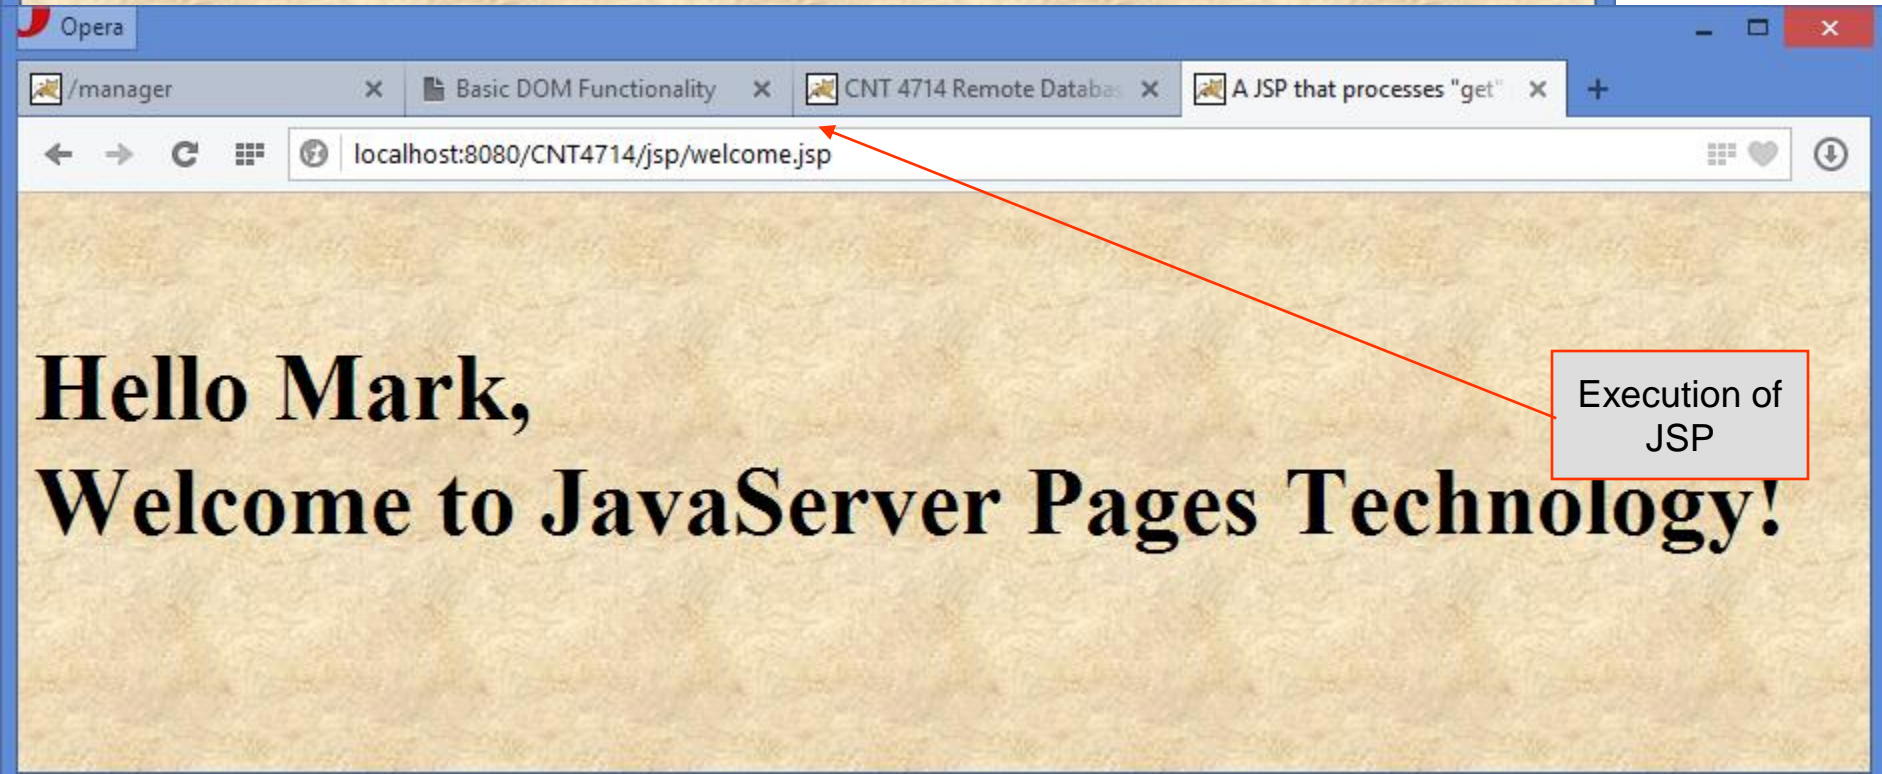 Opera
/manager
Basic DOM Functionality
CNT 4714 Remote Databas
A JSP that processes "get"
localhost:8080/CNT4714/jsp/welcome.jsp
Hello Mark,
Welcome to JavaServer Pages Technology!
Execution of
JSP